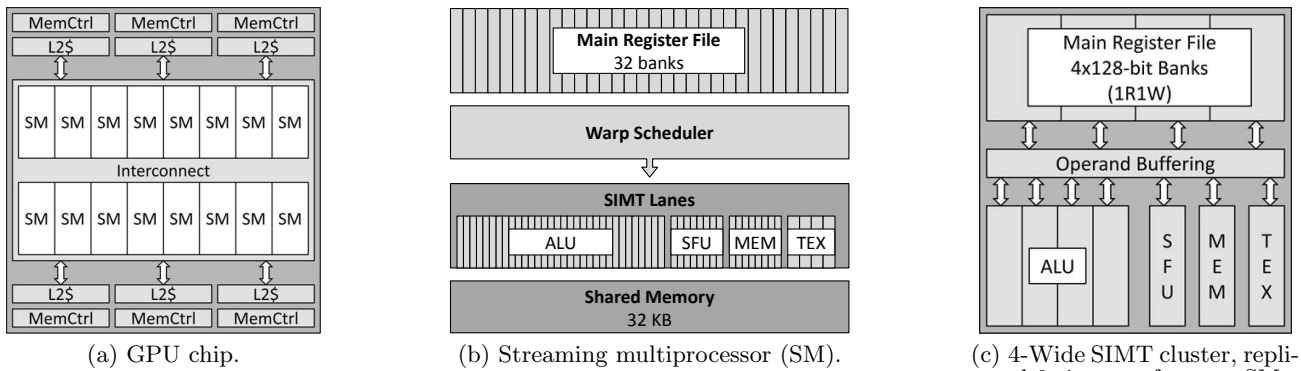 MemCtrl MemCtrl MemCtrl
L2$ L2$ L2$
SM SM SM SM SM SM SM SM
Interconnect
SM SM SM SM SM SM SM SM
L2$ L2$ L2$
MemCtrl MemCtrl MemCtrl
(a) GPU chip.
Main Register File
32 banks
Warp Scheduler
SIMT Lanes
ALU SFU MEM TEX
Shared Memory
32 KB
(b) Streaming multiprocessor (SM).
Main Register File
4x128-bit Banks
(1R1W)
Operand Buffering
ALU
S
F
U
M
E
M
T
E
X
(c) 4-Wide SIMT cluster, repli-